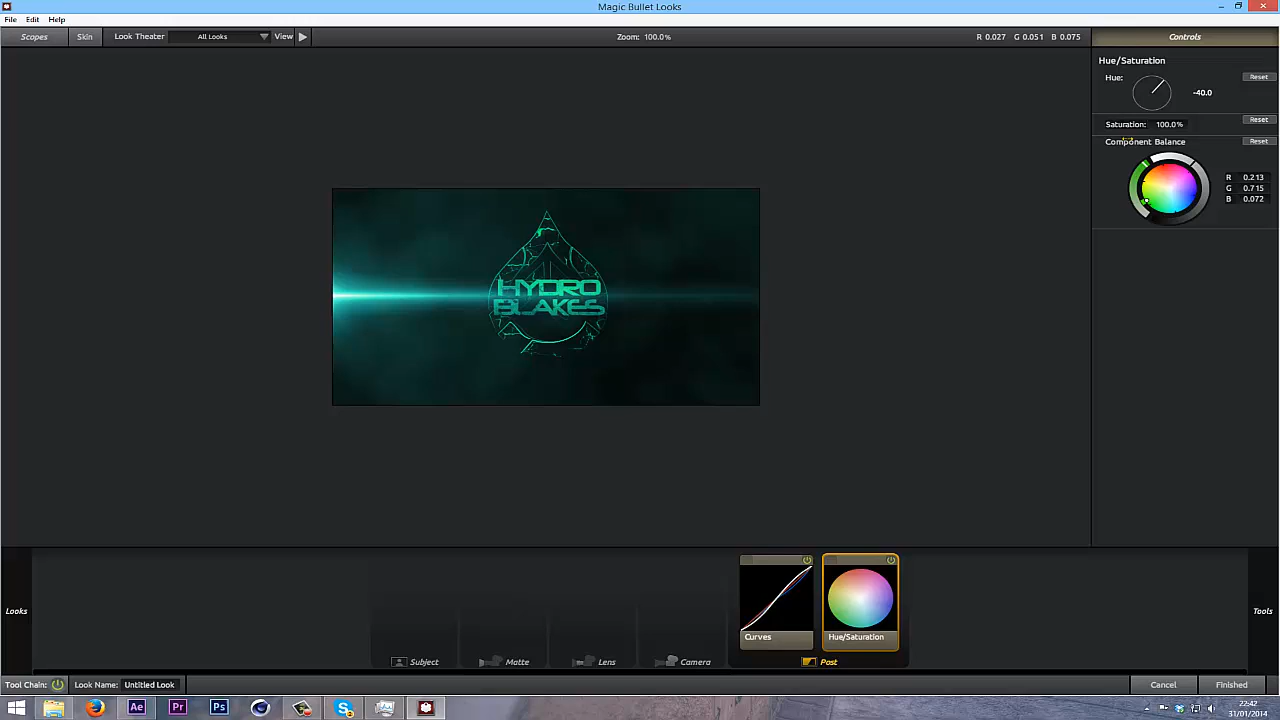 Magic Bullet Looks
File Edit Help
Scopes Skin Look Theater All Looks View Zoom: 100.0% R 0.027 G 0.051 B 0.075 Controls
Hue/Saturation
Hue: Reset
-40.0
Saturation: 100.0% Reset
Component Balance Reset
R 0.213
G 0.715
B 0.072
HYDRO
BLAKES
Looks Tools
Curves Hue/Saturation
Subject Matte Lens Camera Post
Tool Chain: Look Name: Untitled Look Cancel Finished
Ae Pr Ps
22:42
31/01/2014